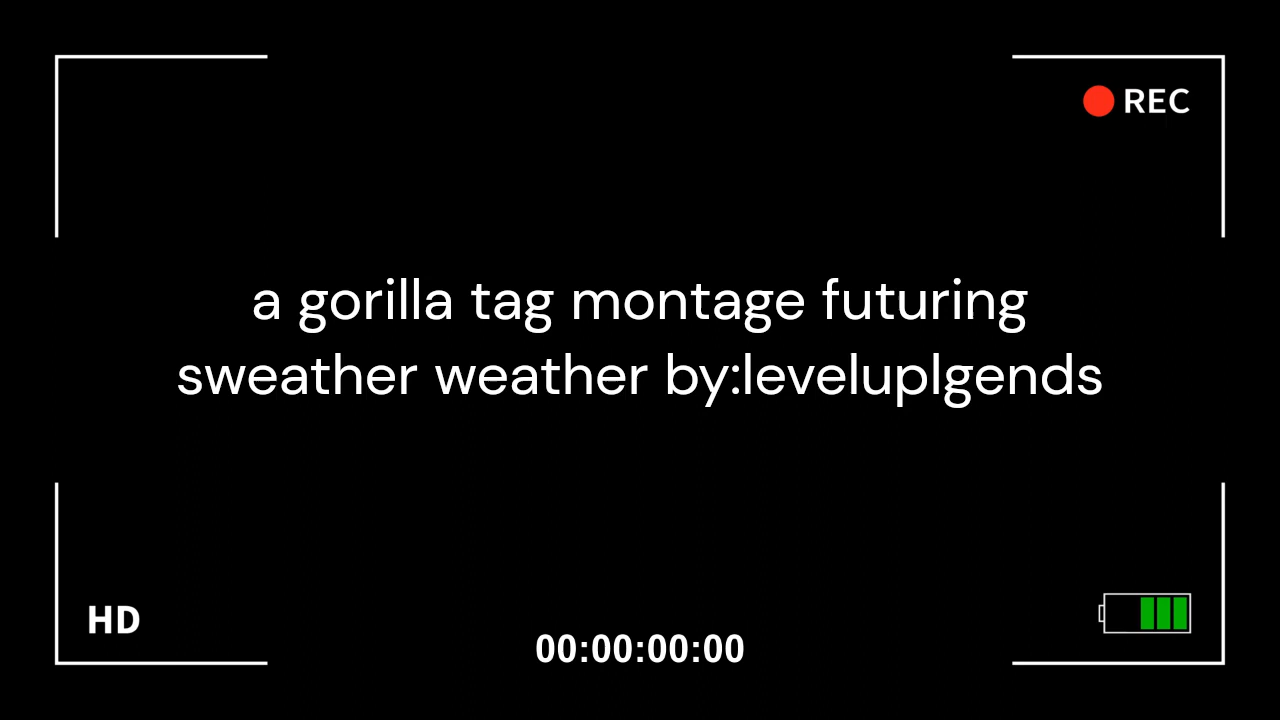 REC
a gorilla tag montage futuring
sweather weather by:leveluplgends
HD
00:00:00:00